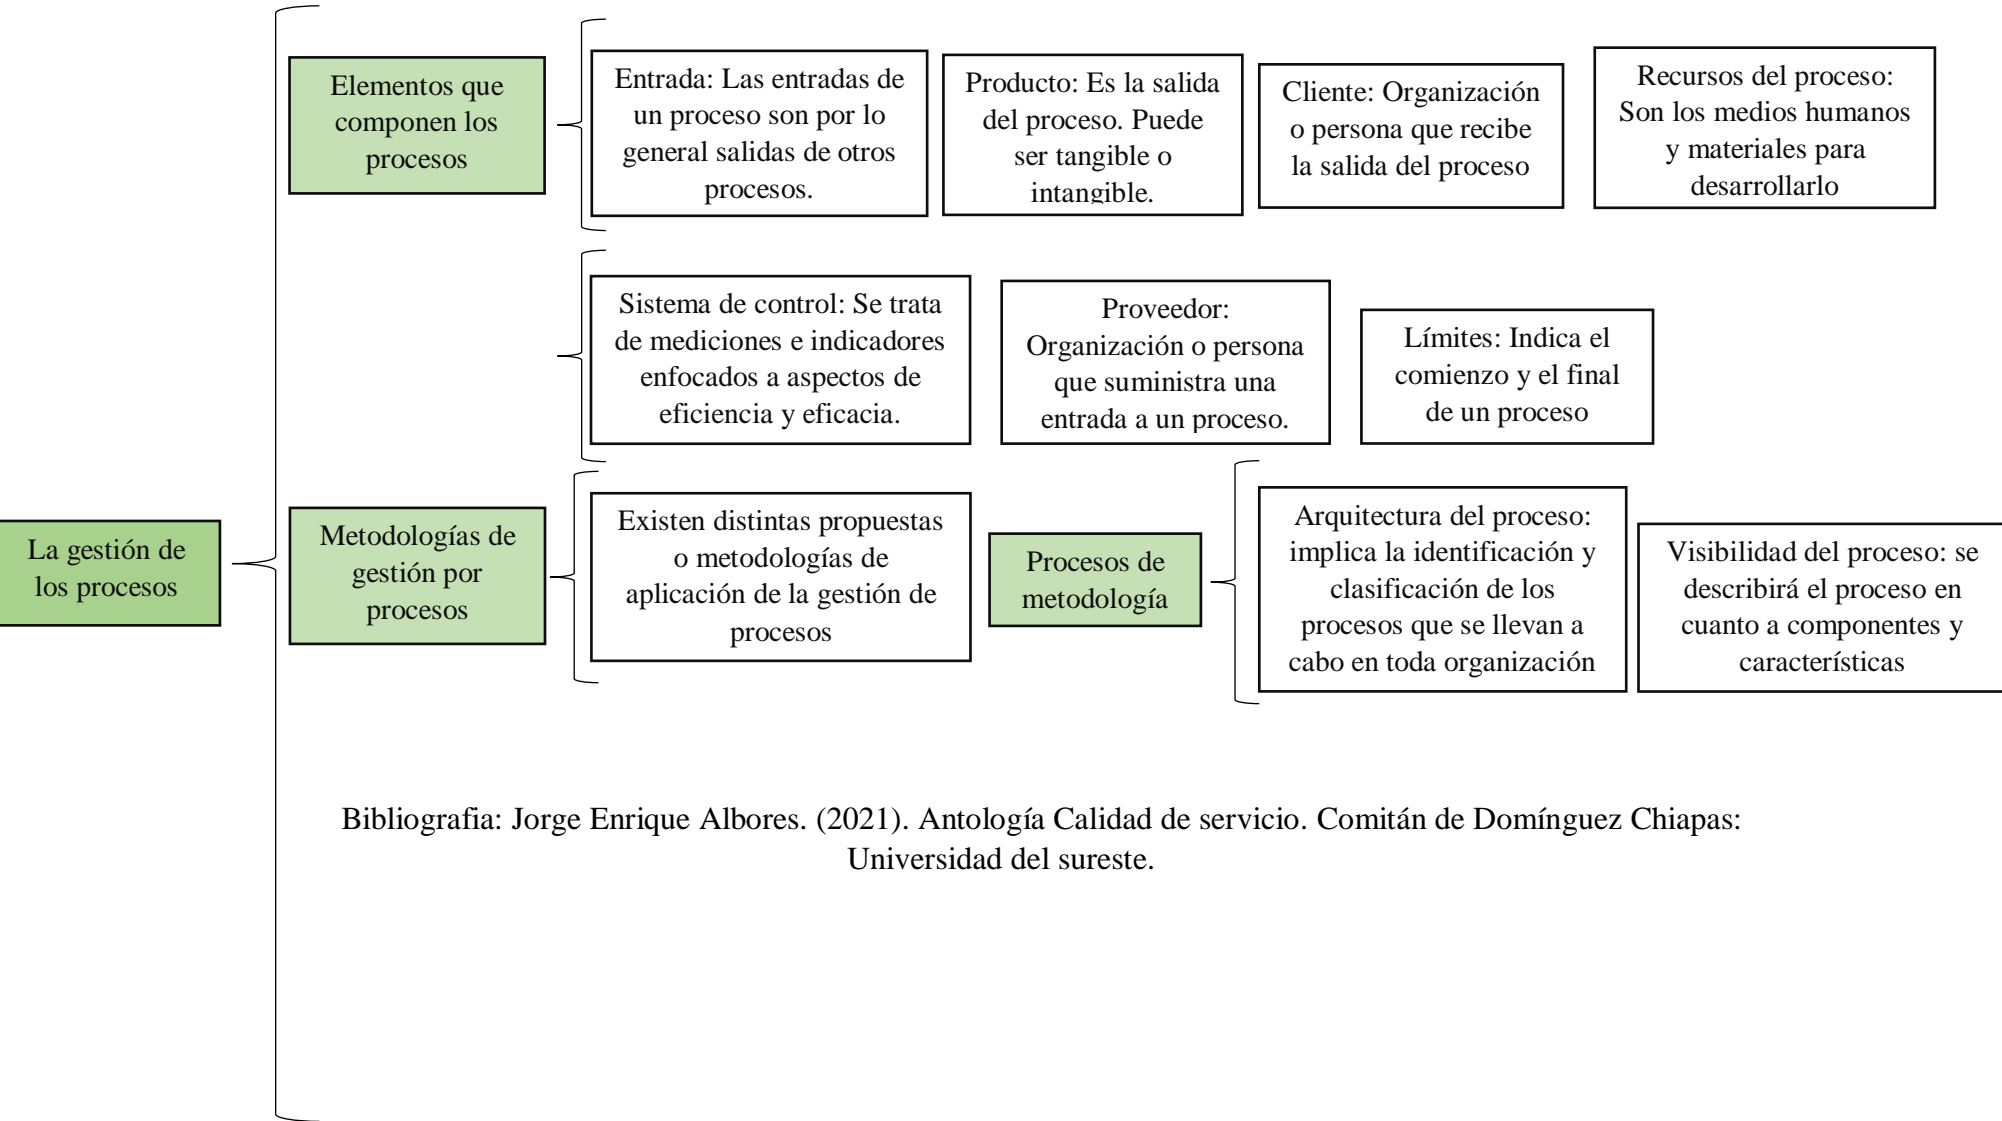 Elementos que
componen los
procesos
Entrada: Las entradas de
un proceso son por lo
general salidas de otros
procesos.
Producto: Es la salida
del proceso. Puede
ser tangible o
intangible.
Cliente: Organización
o persona que recibe
la salida del proceso
Recursos del proceso:
Son los medios humanos
y materiales para
desarrollarlo
Sistema de control: Se trata
de mediciones e indicadores
enfocados a aspectos de
eficiencia y eficacia.
Proveedor:
Organización o persona
que suministra una
entrada a un proceso.
Límites: Indica el
comienzo y el final
de un proceso
La gestión de
los procesos
Metodologías de
gestión por
procesos
Existen distintas propuestas
o metodologías de
aplicación de la gestión de
procesos
Procesos de
metodología
Arquitectura del proceso:
implica la identificación y
clasificación de los
procesos que se llevan a
cabo en toda organización
Visibilidad del proceso: se
describirá el proceso en
cuanto a componentes y
características
Bibliografia: Jorge Enrique Albores. (2021). Antología Calidad de servicio. Comitán de Domínguez Chiapas:
Universidad del sureste.